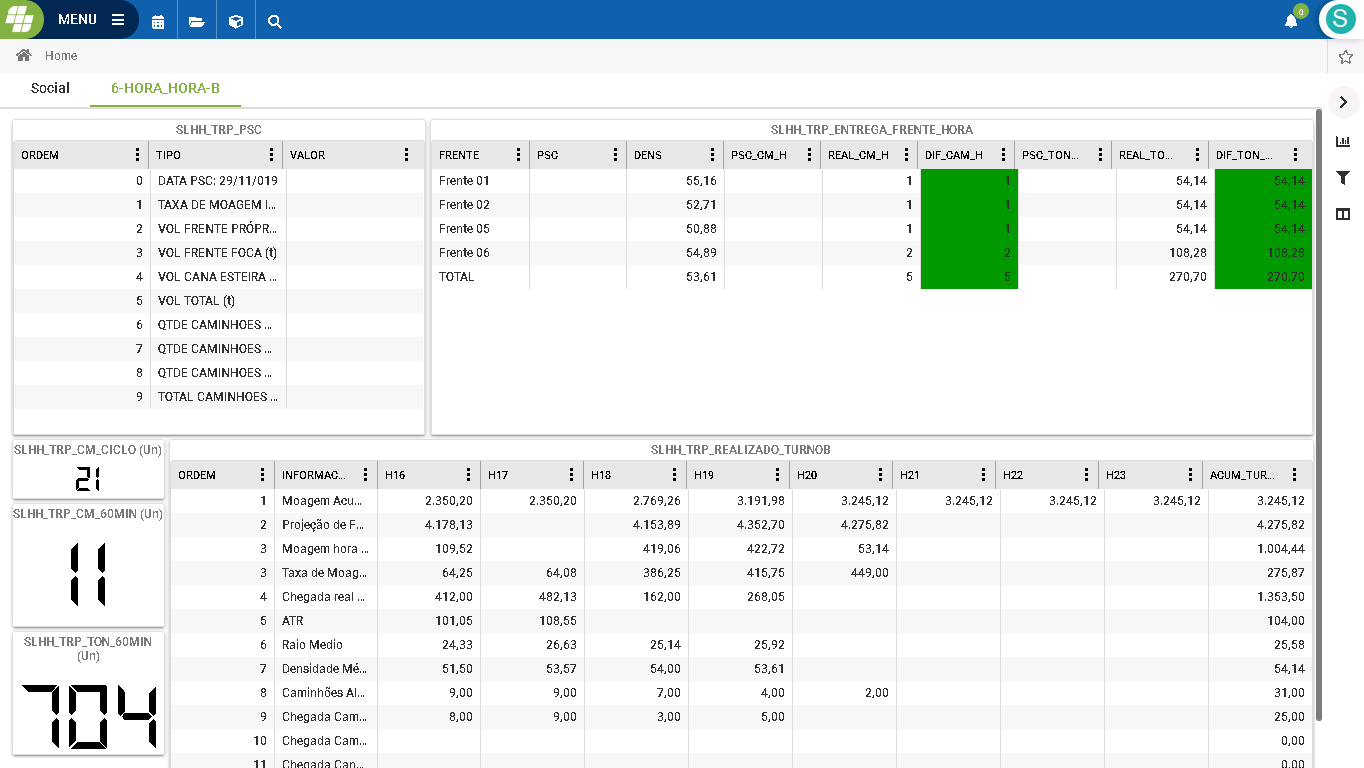 MENU
0
S
Home
Social 6-HORA_HORA-B
SLHH_TRP_PSC
ORDEM TIPO VALOR
0 DATA PSC: 29/11/019
1 TAXA DE MOAGEM I...
2 VOL FRENTE PRÓPR...
3 VOL FRENTE FOCA (t)
4 VOL CANA ESTEIRA ...
5 VOL TOTAL (t)
6 QTDE CAMINHOES ...
7 QTDE CAMINHOES ...
8 QTDE CAMINHOES ...
9 TOTAL CAMINHOES ...
SLHH_TRP_ENTREGA_FRENTE_HORA
FRENTE PSC DENS PSC_CM_H REAL_CM_H DIF_CAM_H PSC_TON... REAL_TO... DIF_TON_...
Frente 01 55,16 1 1 54,14 54,14
Frente 02 52,71 1 1 54,14 54,14
Frente 05 50,88 1 1 54,14 54,14
Frente 06 54,89 2 2 108,28 108,28
TOTAL 53,61 5 5 270,70 270,70
SLHH_TRP_CM_CICLO (Un)
21
SLHH_TRP_CM_60MIN (Un)
11
SLHH_TRP_TON_60MIN
(Un)
704
SLHH_TRP_REALIZADO_TURNOB
ORDEM INFORMAC... H16 H17 H18 H19 H20 H21 H22 H23 ACUM_TUR...
1 Moagem Acu... 2.350,20 2.350,20 2.769,26 3.191,98 3.245,12 3.245,12 3.245,12 3.245,12 3.245,12
2 Projeção de F... 4.178,13 4.153,89 4.352,70 4.275,82 4.275,82
3 Moagem hora ... 109,52 419,06 422,72 53,14 1.004,44
3 Taxa de Moag... 64,25 64,08 386,25 415,75 449,00 275,87
4 Chegada real ... 412,00 482,13 162,00 268,05 1.353,50
5 ATR 101,05 108,55 104,00
6 Raio Medio 24,33 26,63 25,14 25,92 25,58
7 Densidade Mé... 51,50 53,57 54,00 53,61 54,14
8 Caminhões Al... 9,00 9,00 7,00 4,00 2,00 31,00
9 Chegada Cam... 8,00 9,00 3,00 5,00 25,00
10 Chegada Cam... 0,00
11 Chegada Can... 0,00